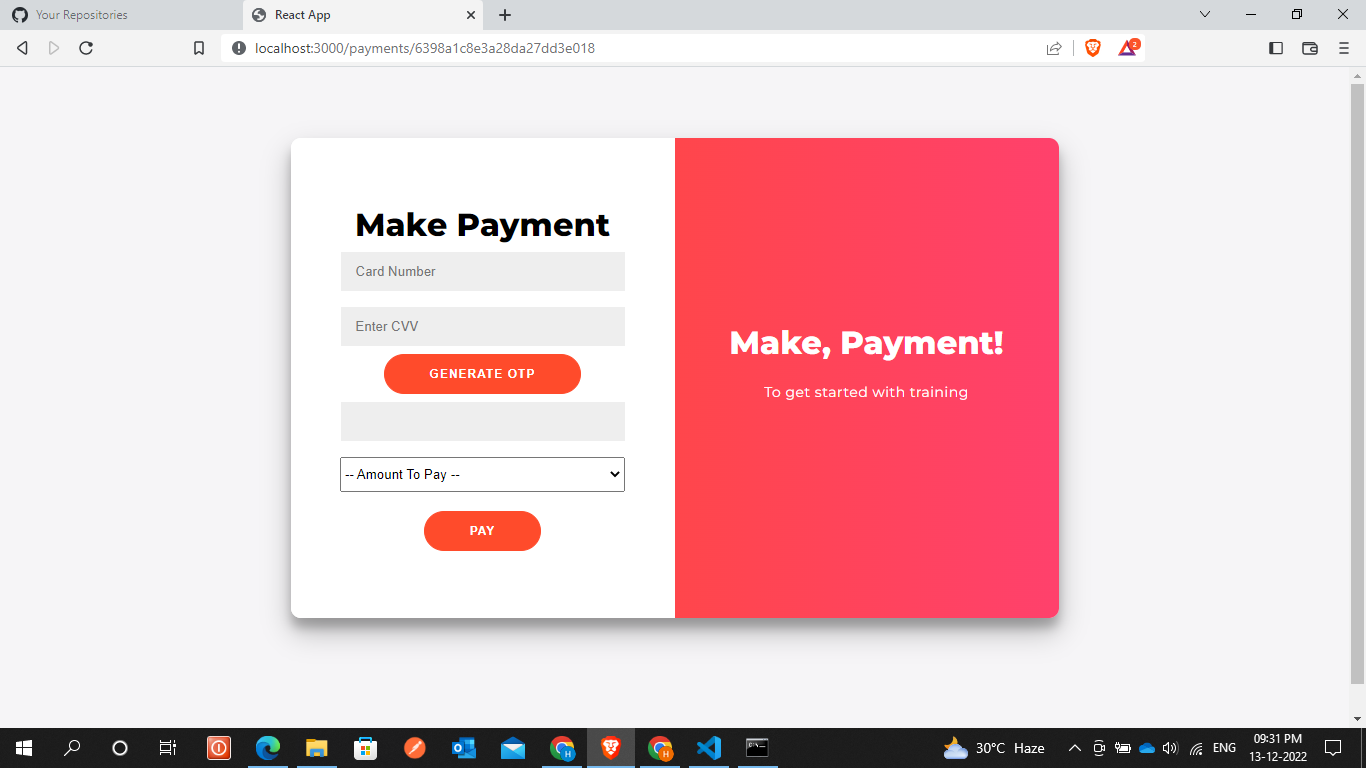 Your Repositories
React App
localhost:3000/payments/6398a1c8e3a28da27dd3e018
2
Make Payment
Card Number
Enter CVV
GENERATE OTP
-- Amount To Pay --
PAY
Make, Payment!
To get started with training
30°C Haze
ENG
09:31 PM
13-12-2022